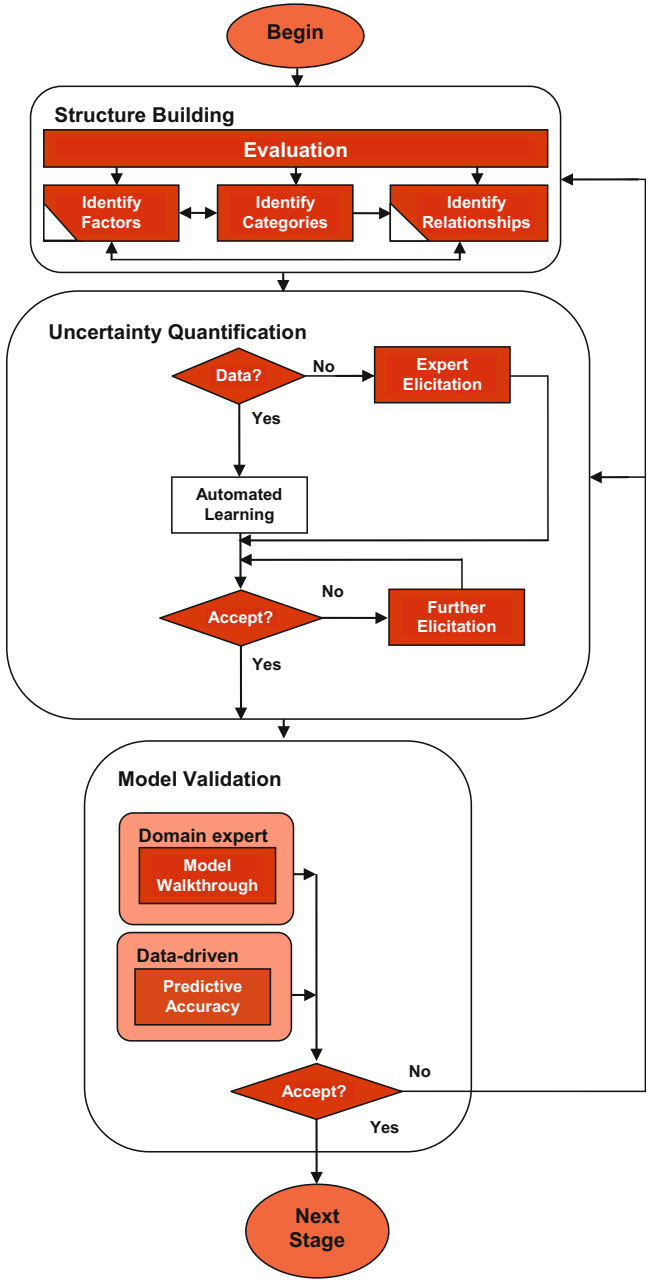 Begin
Structure Building
Evaluation
Identify
Factors
Identify
Categories
Identify
Relationships
Uncertainty Quantification
Data?
No
Expert
Elicitation
Yes
Automated
Learning
Accept?
No
Further
Elicitation
Yes
Model Validation
Domain expert
Model
Walkthrough
Data-driven
Predictive
Accuracy
Accept?
No
Yes
Next
Stage